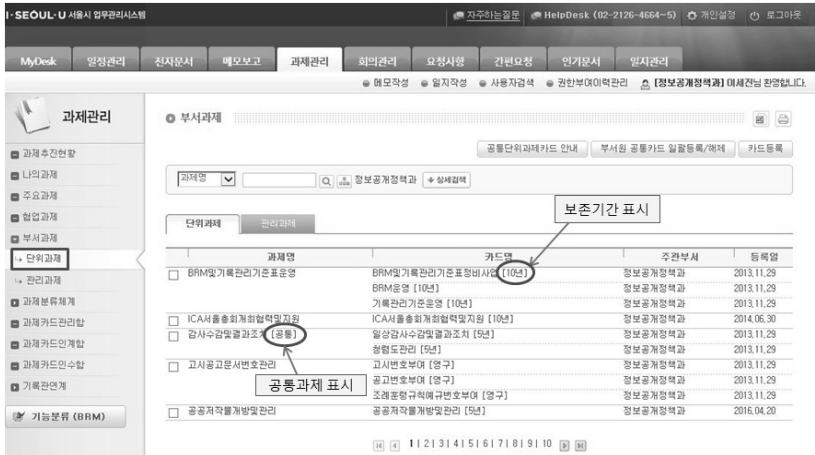 I·SEOUL·U 서울시 업무관리시스템
자주하는질문 HelpDesk (02-2126-4664~5) 개인설정 로그아웃
MyDesk 일정관리 전자문서 메모보고 과제관리 회의관리 요청사항 간편요청 인기문서 일지관리
메모작성 일지작성 사용자검색 권한부여이력관리 [정보공개정책과] 이세진님 환영합니다.
과제관리
과제추진현황
나의과제
주요과제
협업과제
부서과제
단위과제
관리과제
과제분류체계
과제카드관리함
과제카드인계함
과제카드인수함
기록관연계
기능분류 (BRM)
부서과제
공통단위과제카드 안내 부서원 공통카드 일괄등록/해제 카드등록
과제명 정보공개정책과 상세검색
보존기간 표시
단위과제 관리과제
과제명 카드명 주관부서 등록일
BRM및기록관리기준표운영 BRM및기록관리기준표정비사업 [10년] 정보공개정책과 2013.11.29
BRM운영 [10년] 정보공개정책과 2013.11.29
기록관리기준운영 [10년] 정보공개정책과 2013.11.29
ICA서울총회개최협력및지원 ICA서울총회개최협력및지원 [10년] 정보공개정책과 2014.06.30
감사수감및결과조치 [공통] 일상감사수감및결과조치 [5년] 정보공개정책과 2013.11.29
청렴도관리 [5년] 정보공개정책과 2013.11.29
고시공고문서번호관리 고시번호부여 [영구] 정보공개정책과 2013.11.29
공고번호부여 [영구] 정보공개정책과 2013.11.29
조례훈령규칙예규번호부여 [영구] 정보공개정책과 2013.11.29
공통과제 표시
공공저작물개방및관리 공공저작물개방및관리 [5년] 정보공개정책과 2016.04.20
1 | 2 | 3 | 4 | 5 | 6 | 7 | 8 | 9 | 10